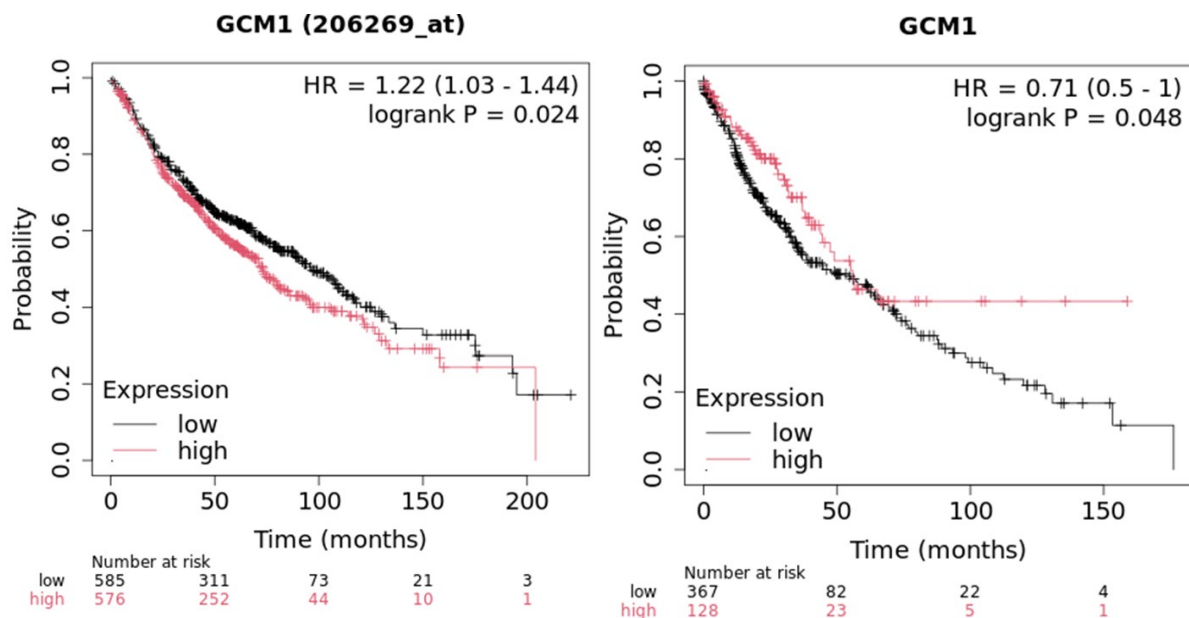 GCM1 (206269_at)
HR = 1.22 (1.03 - 1.44)
logrank P = 0.024
Probability
1.0
0.8
0.6
0.4
0.2
0.0
Expression
low
high
0 50 100 150 200
Time (months)
Number at risk
low 585 311 73 21 3
high 576 252 44 10 1
GCM1
HR = 0.71 (0.5 - 1)
logrank P = 0.048
Probability
1.0
0.8
0.6
0.4
0.2
0.0
Expression
low
high
0 50 100 150
Time (months)
Number at risk
low 367 82 22 4
high 128 23 5 1